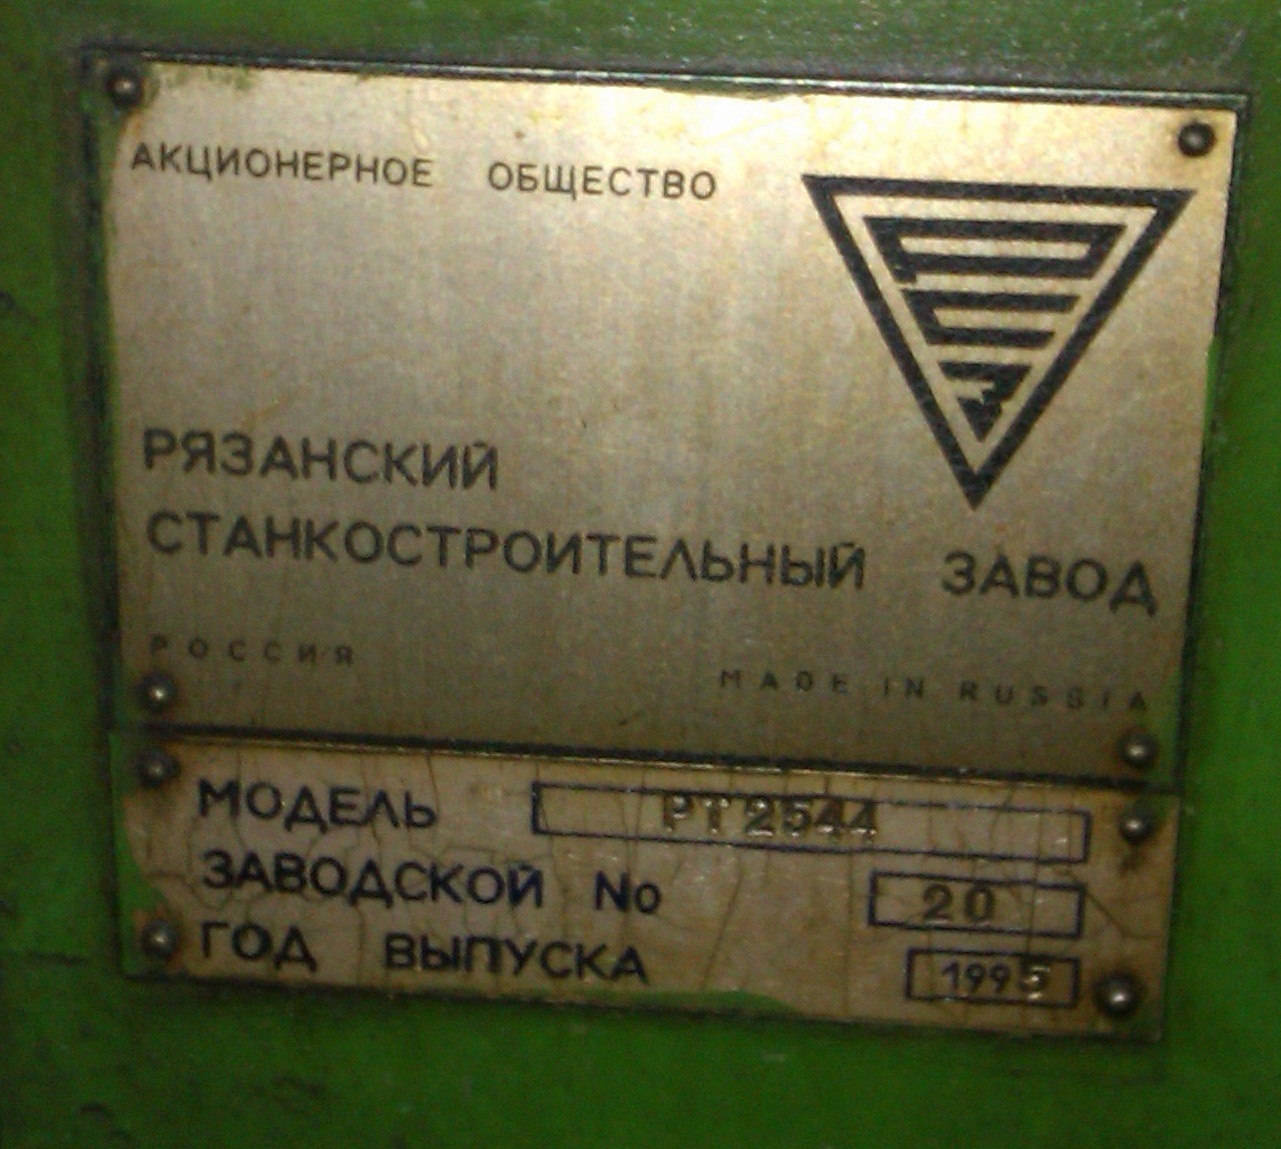 АКЦИОНЕРНОЕ ОБЩЕСТВО
РСЗ
РЯЗАНСКИЙ
СТАНКОСТРОИТЕЛЬНЫЙ ЗАВОД
РОССИЯ
MADE IN RUSSIA
МОДЕЛЬ РТ2544
ЗАВОДСКОЙ No 20
ГОД ВЫПУСКА 1995